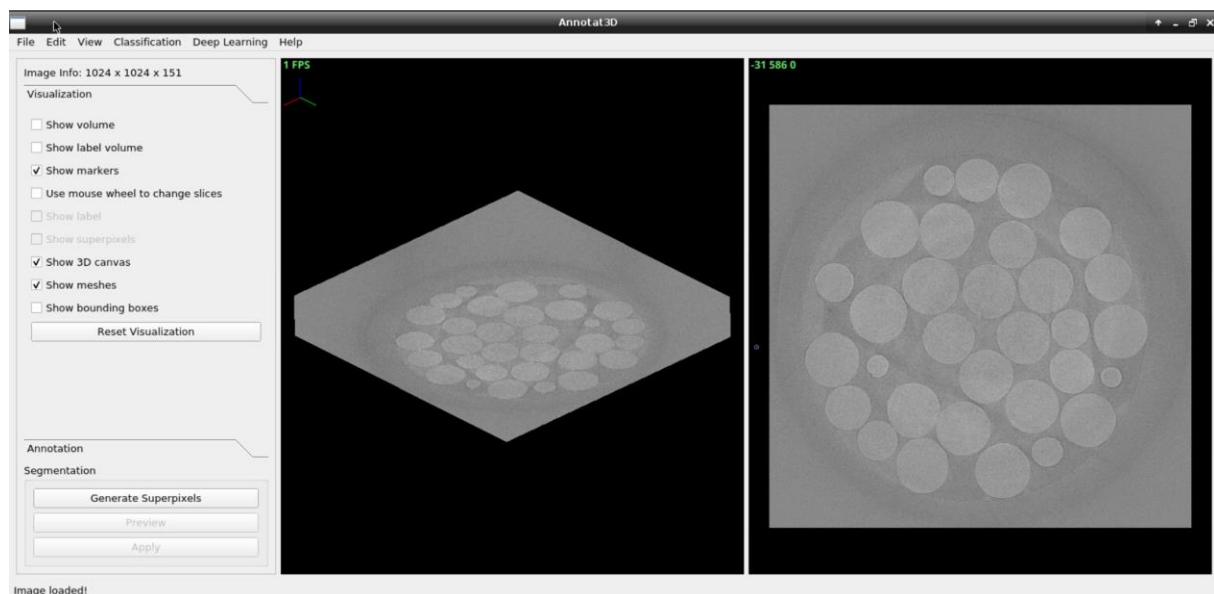 Annotat3D
File Edit View Classification Deep Learning Help
Image Info: 1024 x 1024 x 151
Visualization
Show volume
Show label volume
Show markers
Use mouse wheel to change slices
Show label
Show superpixels
Show 3D canvas
Show meshes
Show bounding boxes
Reset Visualization
Annotation
Segmentation
Generate Superpixels
Preview
Apply
Image loaded!
1 FPS
-31 586 0